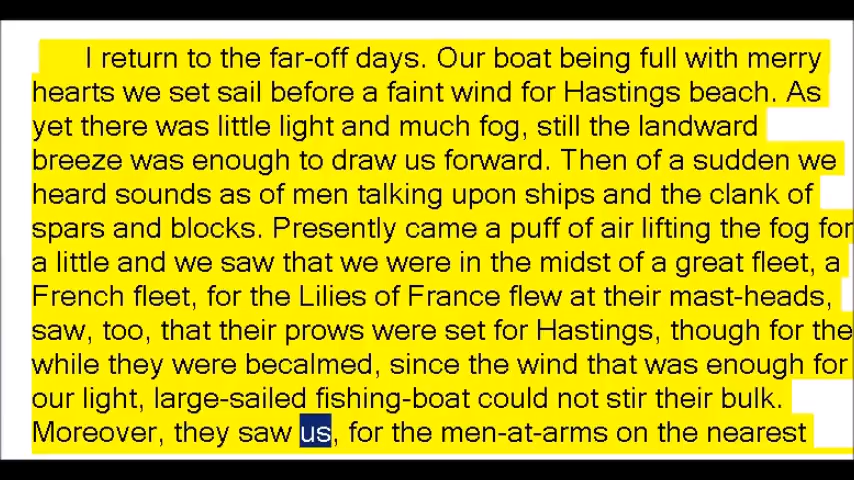 I return to the far-off days. Our boat being full with merry
hearts we set sail before a faint wind for Hastings beach. As
yet there was little light and much fog, still the landward
breeze was enough to draw us forward. Then of a sudden we
heard sounds as of men talking upon ships and the clank of
spars and blocks. Presently came a puff of air lifting the fog for
a little and we saw that we were in the midst of a great fleet, a
French fleet, for the Lilies of France flew at their mast-heads,
saw, too, that their prows were set for Hastings, though for the
while they were becalmed, since the wind that was enough for
our light, large-sailed fishing-boat could not stir their bulk.
Moreover, they saw us, for the men-at-arms on the nearest